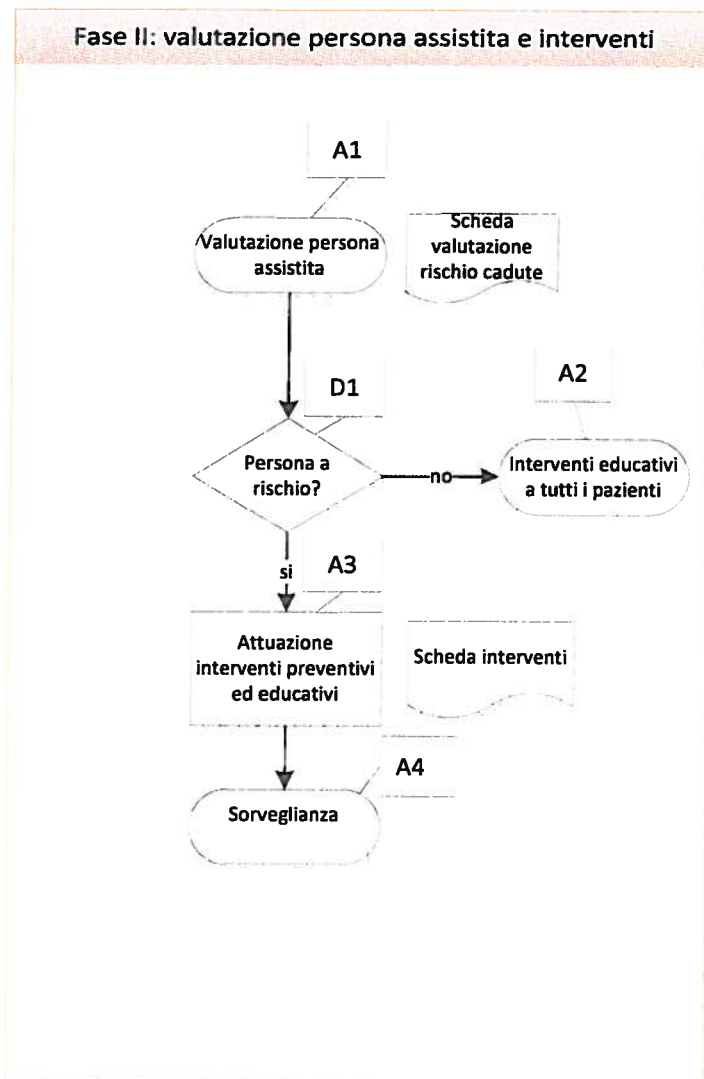 Fase II: valutazione persona assistita e interventi
A1
Valutazione persona
assistita
Scheda
valutazione
rischio cadute
D1
A2
Persona a
rischio?
no
Interventi educativi
a tutti i pazienti
si
A3
Attuazione
interventi preventivi
ed educativi
Scheda interventi
A4
Sorveglianza